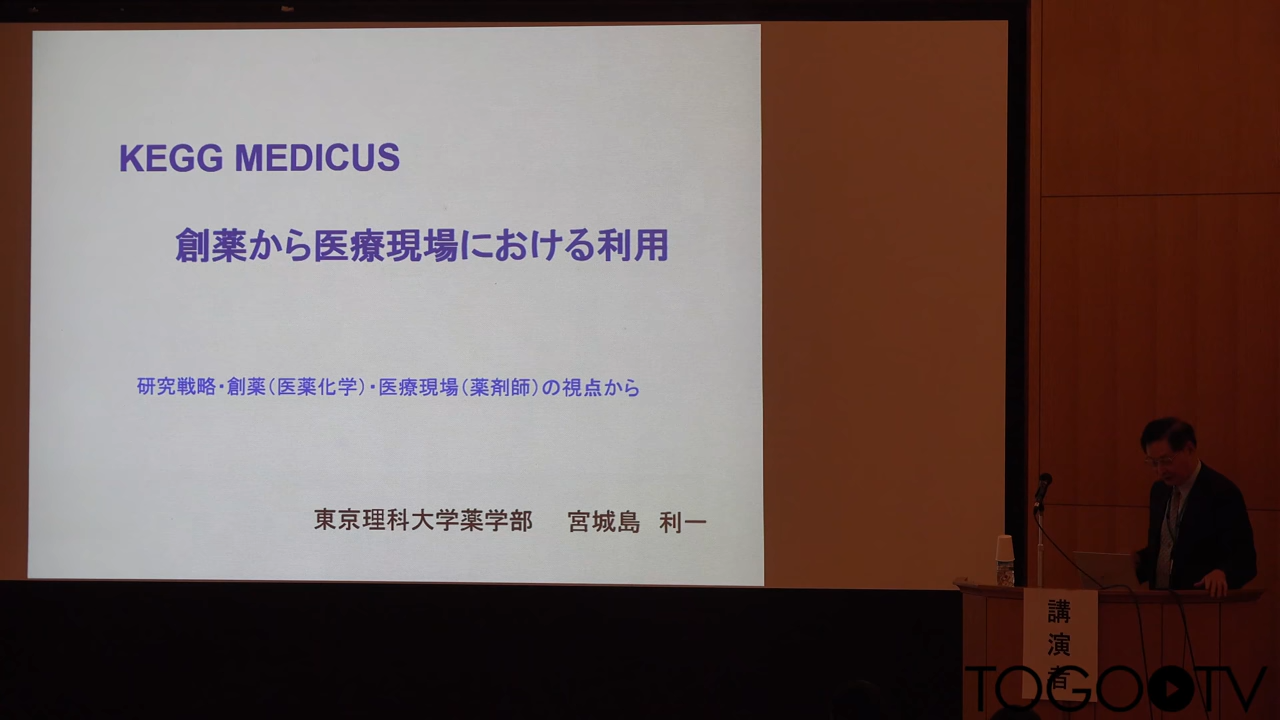 KEGG MEDICUS
創薬から医療現場における利用
研究戦略・創薬（医薬化学）・医療現場（薬剤師）の視点から
東京理科大学薬学部　宮城島　利一
講演者
TOGOTV